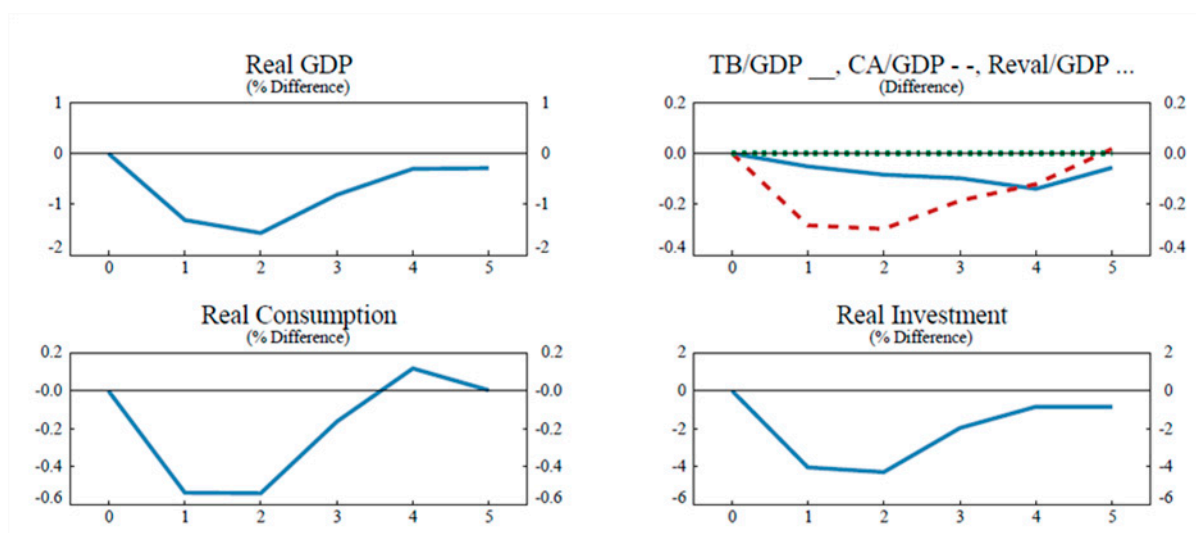 Real GDP
(% Difference)
1 1
0 0
-1 -1
-2 -2
0 1 2 3 4 5
TB/GDP __, CA/GDP - -, Reval/GDP ...
(Difference)
0.2 0.2
0.0 0.0
-0.2 -0.2
-0.4 -0.4
0 1 2 3 4 5
Real Consumption
(% Difference)
0.2 0.2
-0.0 -0.0
-0.2 -0.2
-0.4 -0.4
-0.6 -0.6
0 1 2 3 4 5
Real Investment
(% Difference)
2 2
0 0
-2 -2
-4 -4
-6 -6
0 1 2 3 4 5